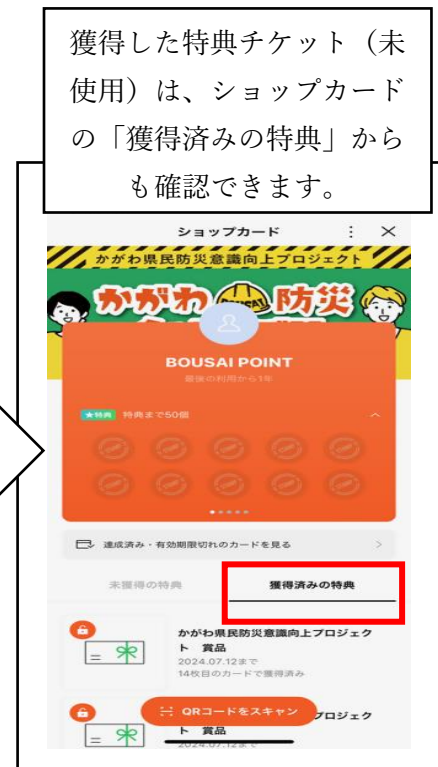 獲得した特典チケット（未
使用）は、ショップカード
の「獲得済みの特典」から
も確認できます。
ショップカード
かがわ県民防災意識向上プロジェクト
かがわ 防災
BOUSAI POINT
最後の利用から1年
★特典 特典まで50個
達成済み・有効期限切れのカードを見る
未獲得の特典 獲得済みの特典
かがわ県民防災意識向上プロジェク
ト 賞品
2024.07.12まで
14枚目のカードで獲得済み
QRコードをスキャン
プロジェク
ト 賞品
2024.07.12まで